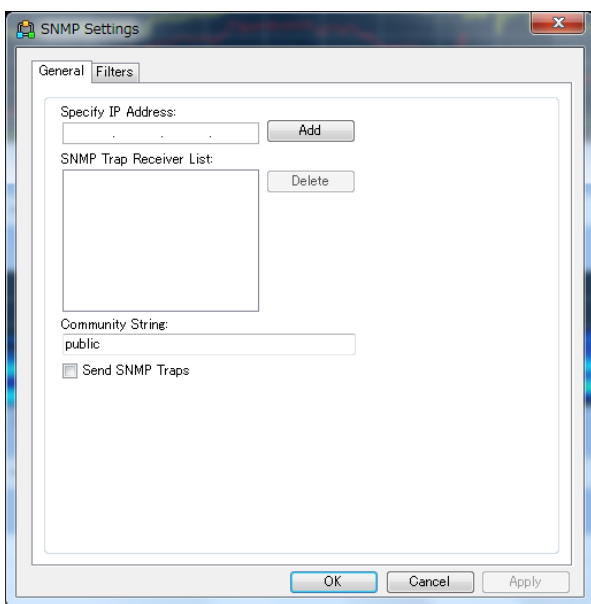 SNMP Settings
General Filters
Specify IP Address:
. . . Add
SNMP Trap Receiver List:
Delete
Community String:
public
Send SNMP Traps
OK Cancel Apply